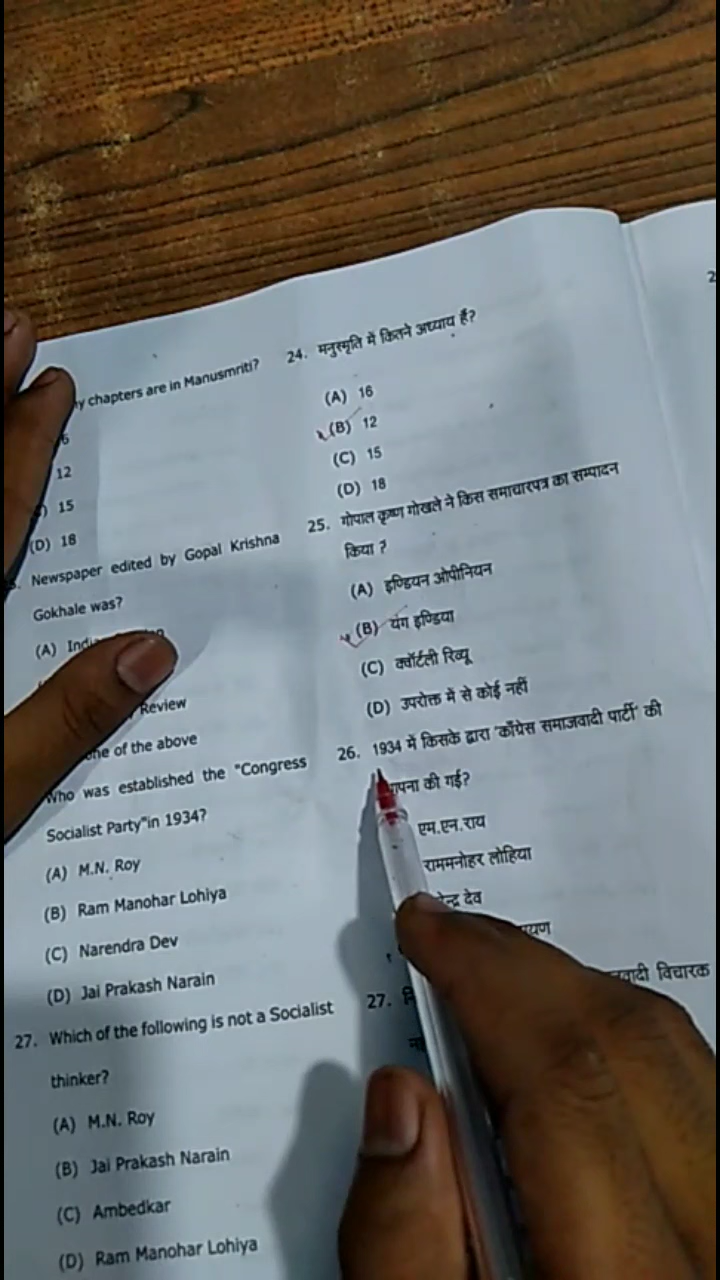 chapters are in Manusmriti?
12
15
(D) 18
Newspaper edited by Gopal Krishna
Gokhale was?
(A)
Review
of the above
Who was established the "Congress
Socialist Party"in 1934?
(A) M.N. Roy
(B) Ram Manohar Lohiya
(C) Narendra Dev
(D) Jai Prakash Narain
27. Which of the following is not a Socialist
thinker?
(A) M.N. Roy
(B) Jai Prakash Narain
(C) Ambedkar
(D) Ram Manohar Lohiya
24. मनुस्मृति में कितने अध्याय हैं?
(A) 16
(B) 12
(C) 15
(D) 18
25. गोपाल कृष्ण गोखले ने किस समाचारपत्र का सम्पादन
किया ?
(A) इण्डियन ओपीनियन
(B) यंग इण्डिया
(C) क्वॉर्टली रिव्यू
(D) उपरोक्त में से कोई नहीं
26. 1934 में किसके द्वारा 'काँग्रेस समाजवादी पार्टी' की
की गई?
एम.एन.राय
राममनोहर लोहिया
देव
27.
विचारक
2